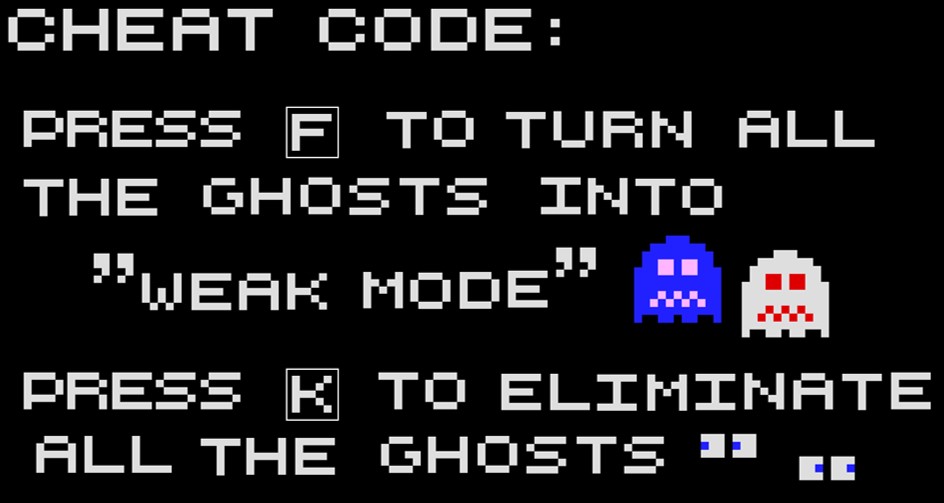 CHEAT CODE:
PRESS F TO TURN ALL
THE GHOSTS INTO
"WEAK MODE"
PRESS K TO ELIMINATE
ALL THE GHOSTS